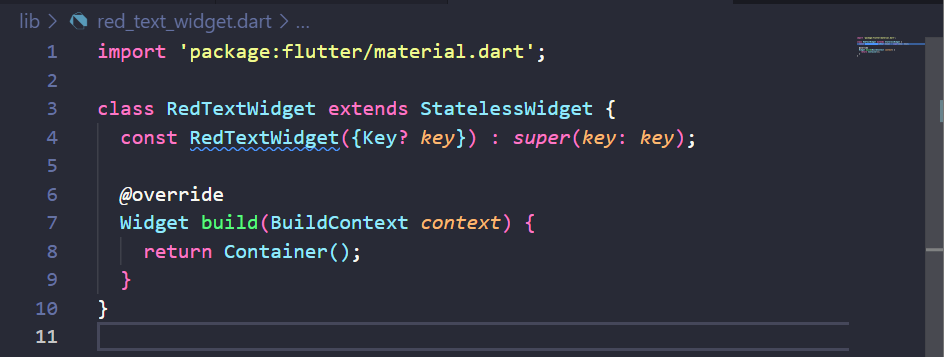 lib > red_text_widget.dart > ...
1 import 'package:flutter/material.dart';
2
3 class RedTextWidget extends StatelessWidget {
4 const RedTextWidget({Key? key}) : super(key: key);
5
6 @override
7 Widget build(BuildContext context) {
8 return Container();
9 }
10 }
11